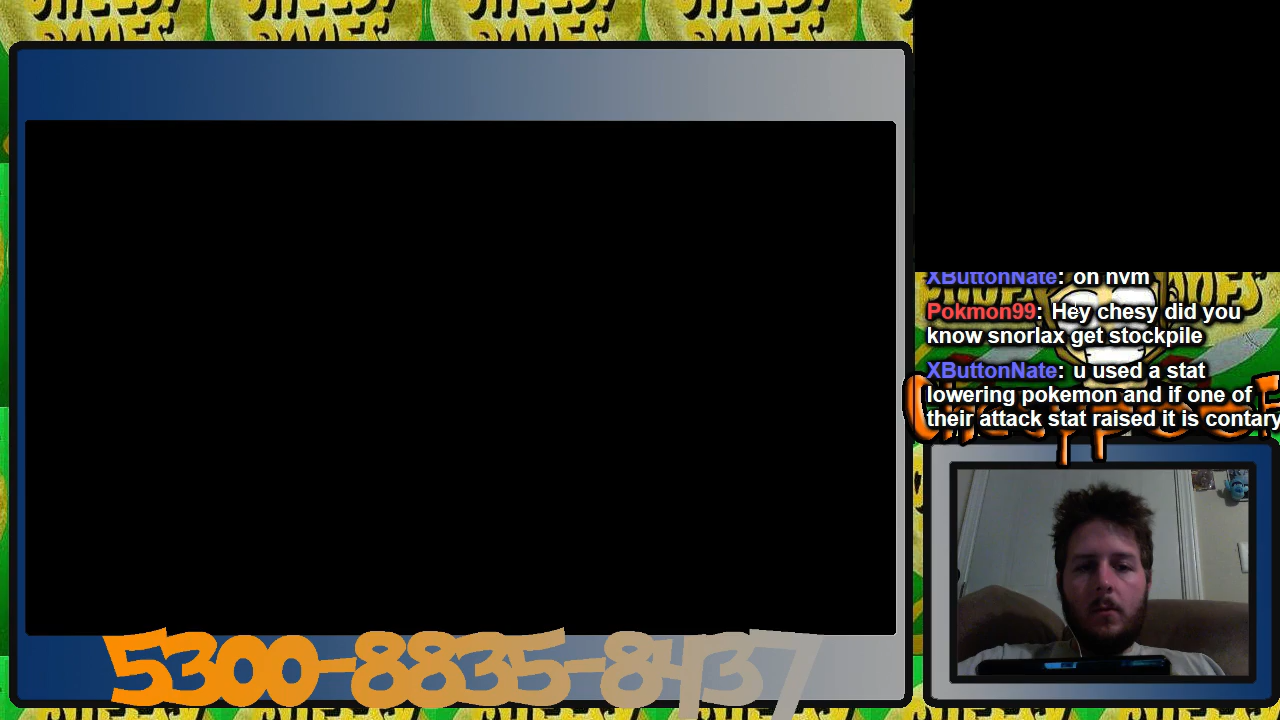 XButtonNate: oh nvm
Pokmon99: Hey chesy did you
know snorlax get stockpile
XButtonNate: u used a stat
lowering pokemon and if one of
their attack stat raised it is contary
5300-8835-8437